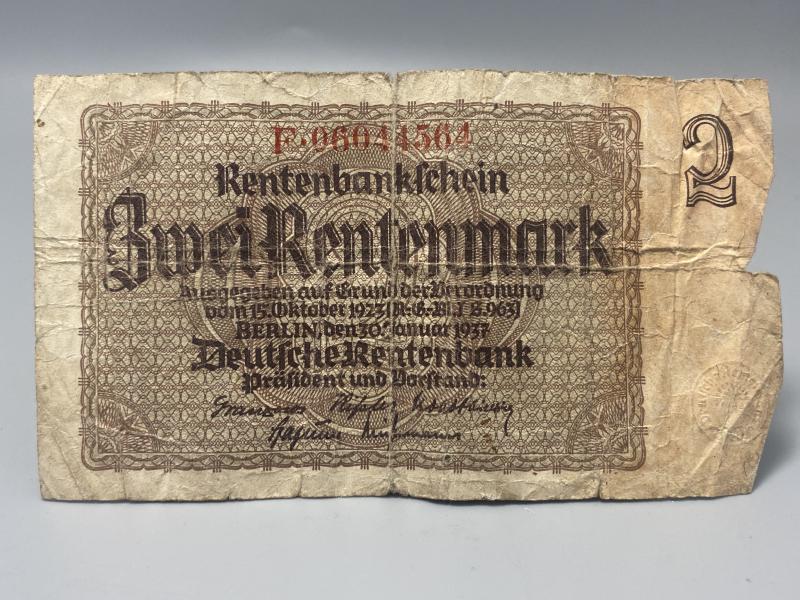 F·06044564
2
Rentenbankschein
Zwei Rentenmark
Ausgegeben auf Grund der Verordnung
vom 15. Oktober 1923 (R-G-Bl. I S. 963)
BERLIN, den 30. Januar 1937
Deutsche Rentenbank
Präsident und Vorstand: